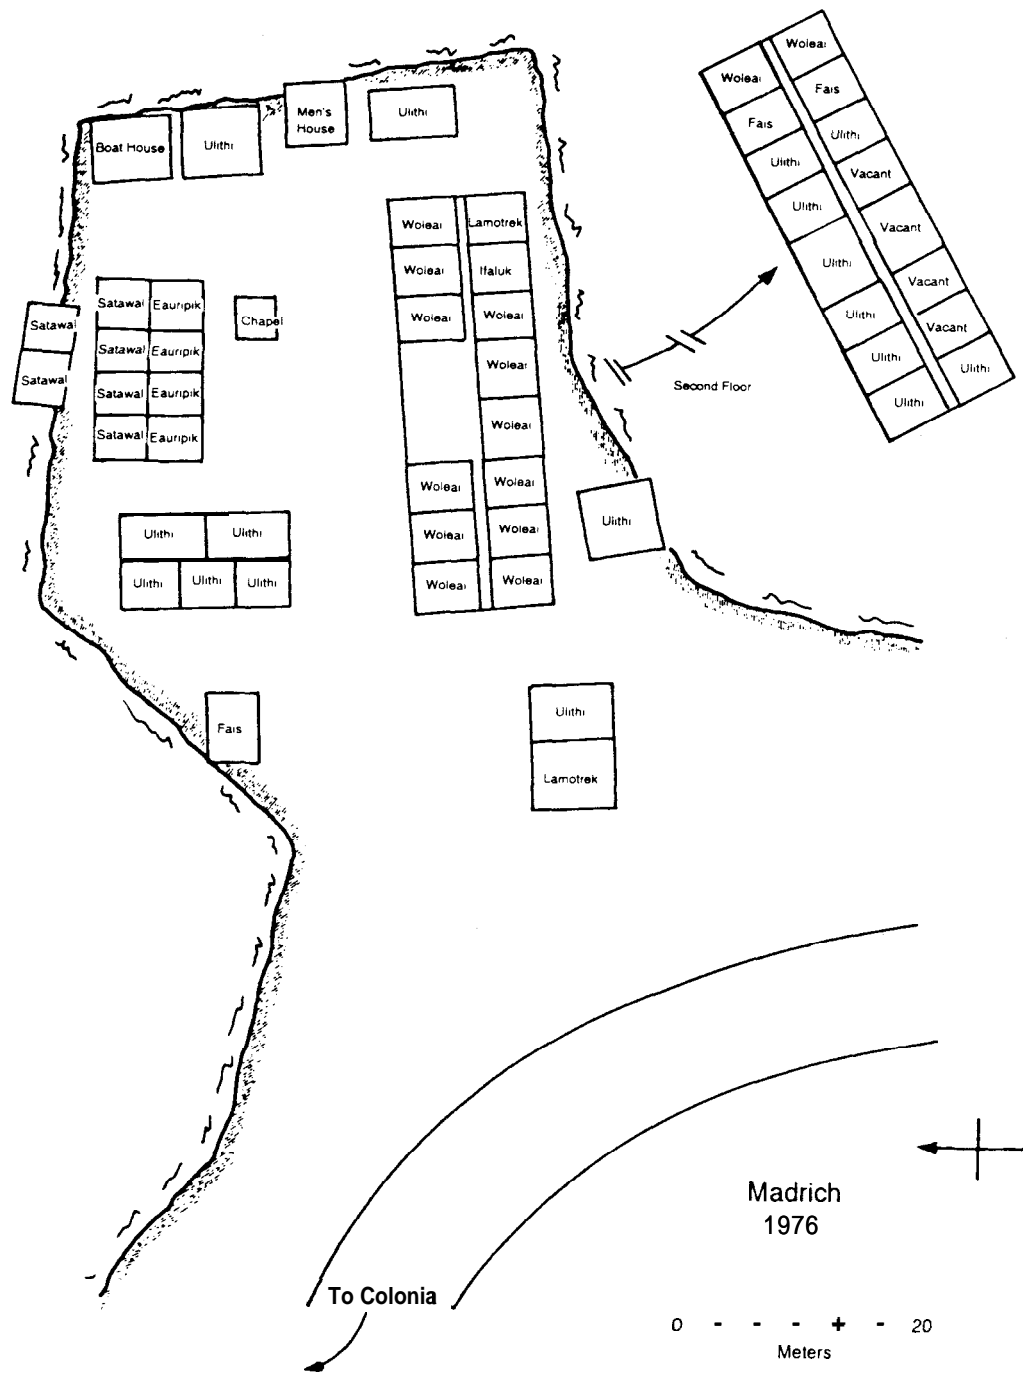 Boat House
Ulithi
Men's
House
Ulithi
Woleai
Lamotrek
Woleai
Ifaluk
Woleai
Woleai
Woleai
Woleai
Woleai
Woleai
Woleai
Woleai
Woleai
Woleai
Satawal
Satawal
Satawal
Eauripik
Satawal
Eauripik
Satawal
Eauripik
Satawal
Eauripik
Chapel
Ulithi
Ulithi
Ulithi
Ulithi
Ulithi
Fais
Ulithi
Ulithi
Lamotrek
Second Floor
Woleai
Woleai
Fais
Fais
Ulithi
Ulithi
Ulithi
Vacant
Ulithi
Vacant
Ulithi
Vacant
Ulithi
Vacant
Ulithi
Ulithi
Madrich
1976
To Colonia
0 - - - + - 20
Meters